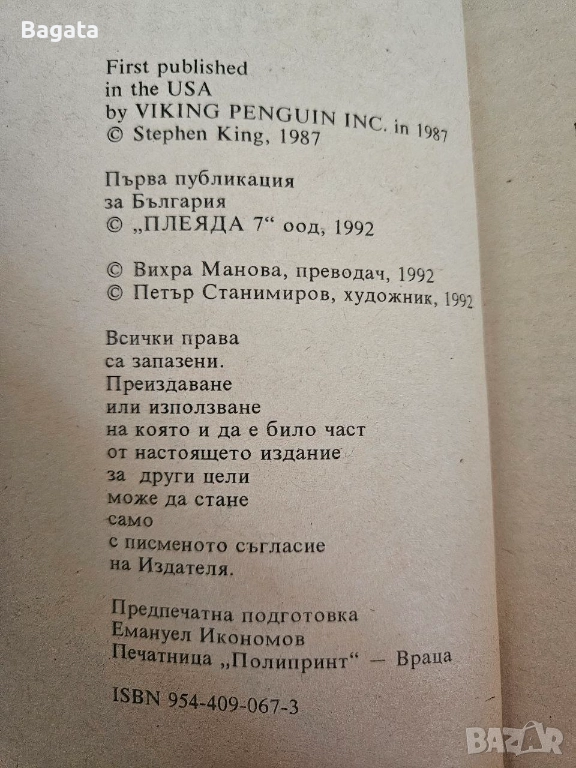 Bagata
First published
in the USA
by VIKING PENGUIN INC. in 1987
© Stephen King, 1987
Първа публикация
за България
© „ПЛЕЯДА 7“ оод, 1992
© Вихра Манова, преводач, 1992
© Петър Станимиров, художник, 1992
Всички права
са запазени.
Преиздаване
или използване
на която и да е било част
от настоящето издание
за други цели
може да стане
само
с писменото съгласие
на Издателя.
Предпечатна подготовка
Емануел Икономов
Печатница „Полипринт“ – Враца
ISBN 954-409-067-3
BAZAR